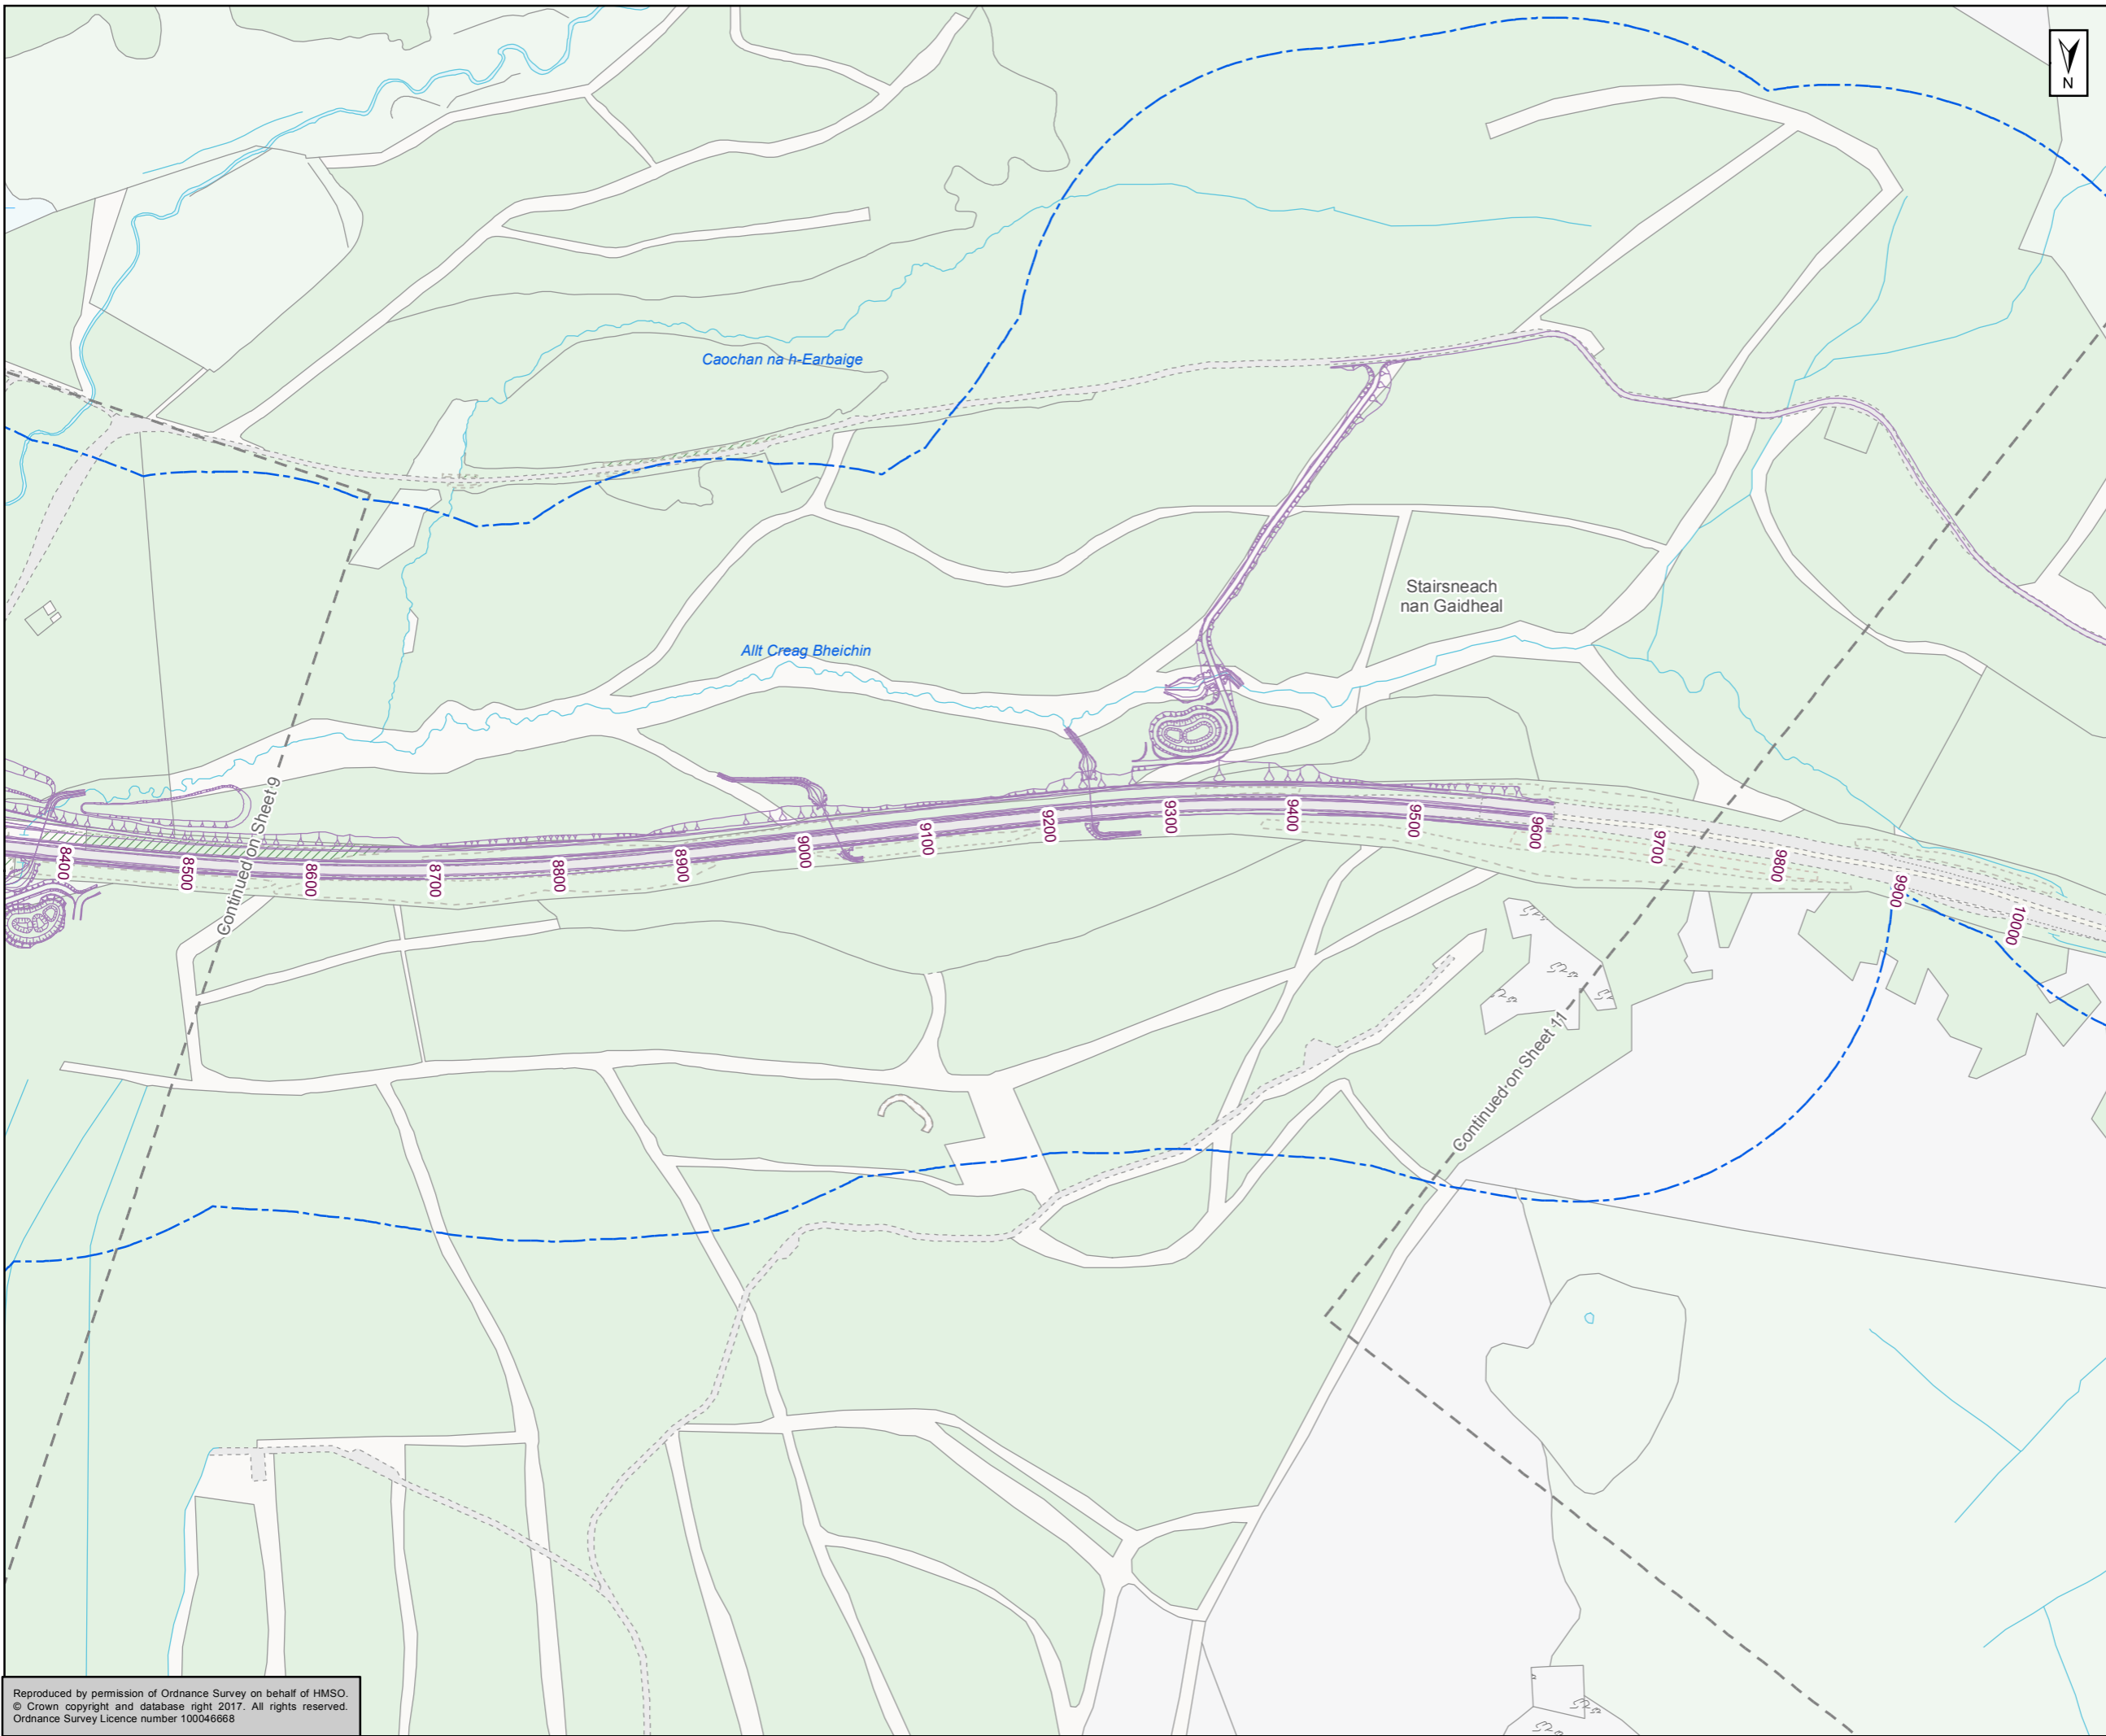 N
Caochan na h-Earbaige
Stairsneach
nan Gaidheal
Allt Creag Bheichin
8400
8500
8600
8700
8800
8900
9000
9100
9200
9300
9400
9500
9600
9700
9800
9900
10000
Continued on Sheet 9
Continued on Sheet 11
Reproduced by permission of Ordnance Survey on behalf of HMSO.
© Crown copyright and database right 2017. All rights reserved.
Ordnance Survey Licence number 100046668